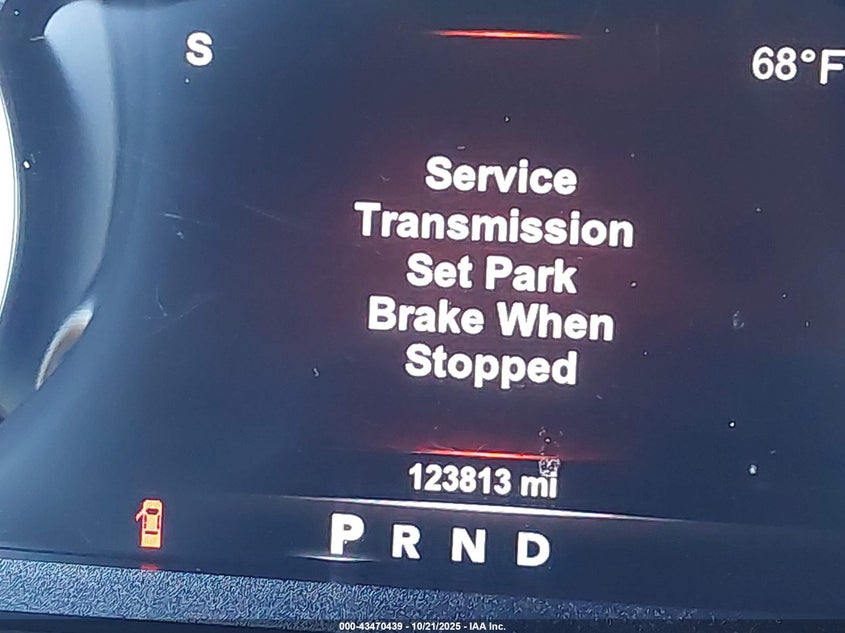 S
68°F
Service
Transmission
Set Park
Brake When
Stopped
123813 mi
P R N D
000-43470439 - 10/21/2025 - IAA Inc.